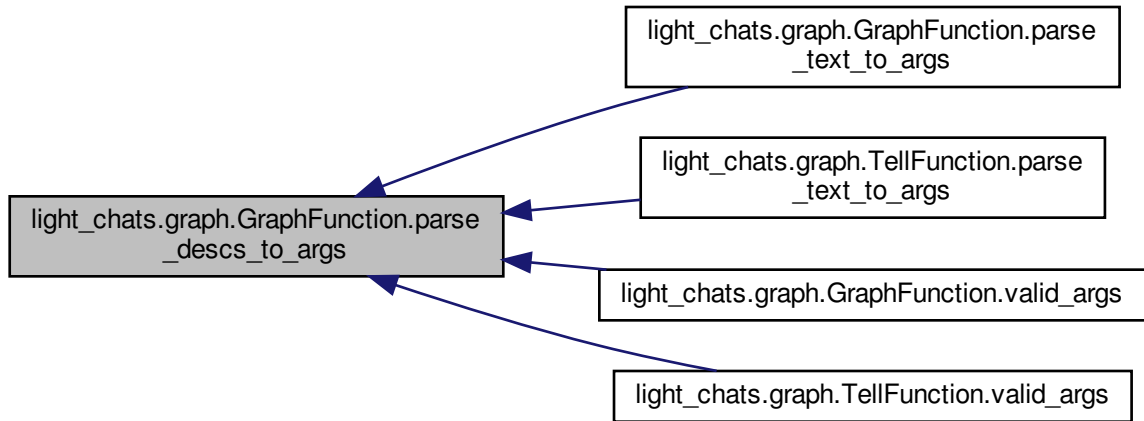 light_chats.graph.GraphFunction.parse
_text_to_args
light_chats.graph.TellFunction.parse
_text_to_args
light_chats.graph.GraphFunction.parse
_descs_to_args
light_chats.graph.GraphFunction.valid_args
light_chats.graph.TellFunction.valid_args